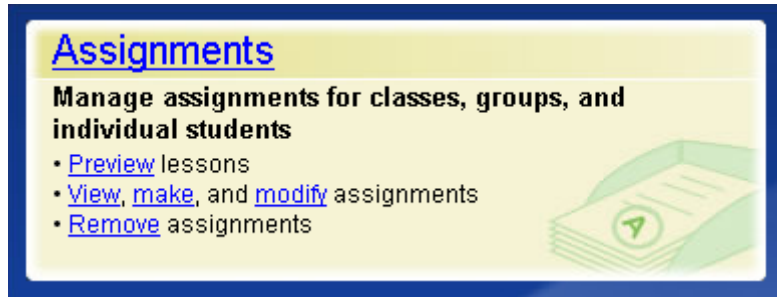 Assignments
Manage assignments for classes, groups, and
individual students
• Preview lessons
• View, make, and modify assignments
• Remove assignments
A